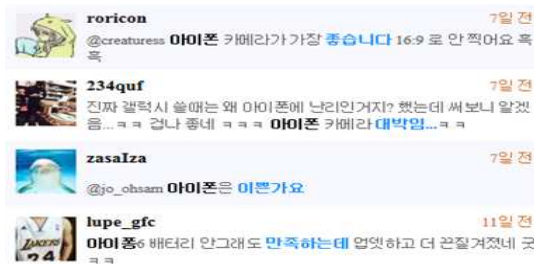 roricon 7일 전
@creaturess 아이폰 카메라가 가장 좋습니다 16:9 로 안 찍어요 흑
흑
234quf 7일 전
진짜 갤럭시 쓸때는 왜 아이폰에 난리인거지? 했는데 써보니 알겠
음...ㅋㅋ 겁나 좋네 ㅋㅋㅋ 아이폰 카메라 대박임...ㅋㅋ
zasaIza 7일 전
@jo_ohsam 아이폰은 이쁜가요
lupe_gfc 11일 전
아이폰6 배터리 안그래도 만족하는데 업뎃하고 더 끈질겨졌네 굿
ㅋㅋ